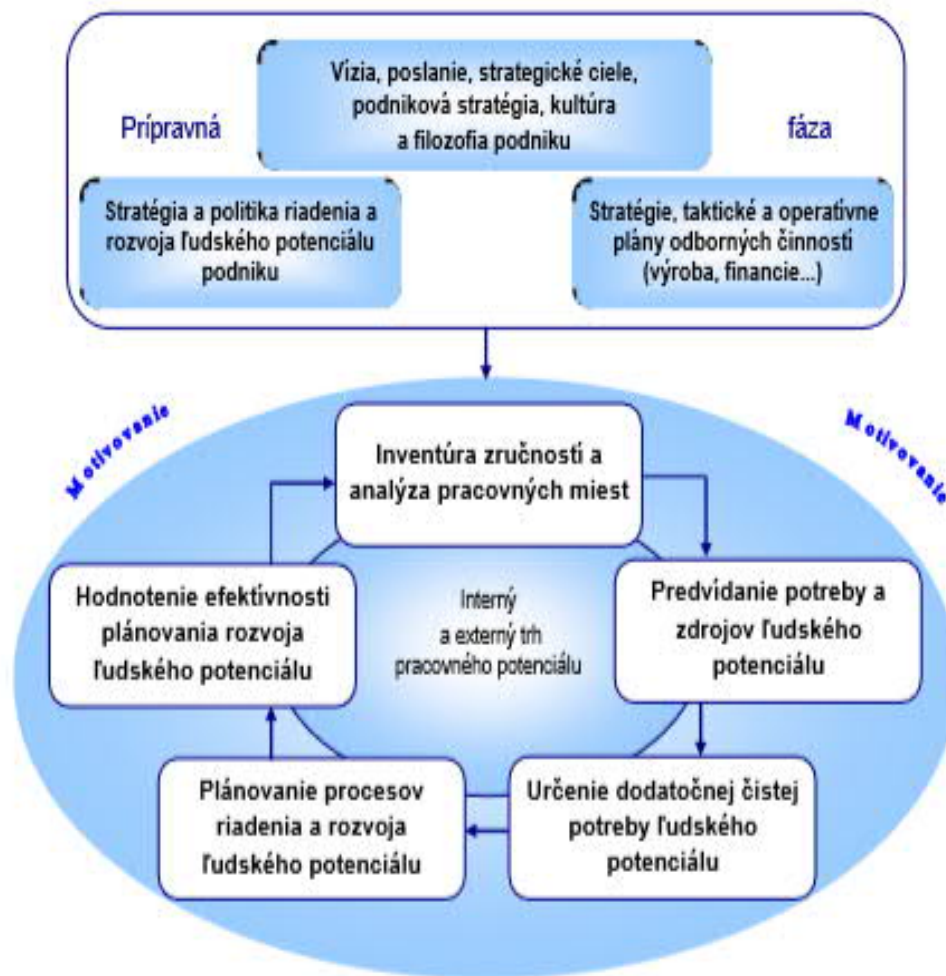 Vízia, poslanie, strategické ciele,
podniková stratégia, kultúra
a filozofia podniku
Prípravná
fáza
Stratégia a politika riadenia a
rozvoja ľudského potenciálu
podniku
Stratégie, taktické a operatívne
plány odborných činností
(výroba, financie...)
Motivovanie
Motivovanie
Inventúra zručností a
analýza pracovných miest
Hodnotenie efektívnosti
plánovania rozvoja
ľudského potenciálu
Interný
a externý trh
pracovného potenciálu
Predvídanie potreby a
zdrojov ľudského
potenciálu
Plánovanie procesov
riadenia a rozvoja
ľudského potenciálu
Určenie dodatočnej čistej
potreby ľudského
potenciálu